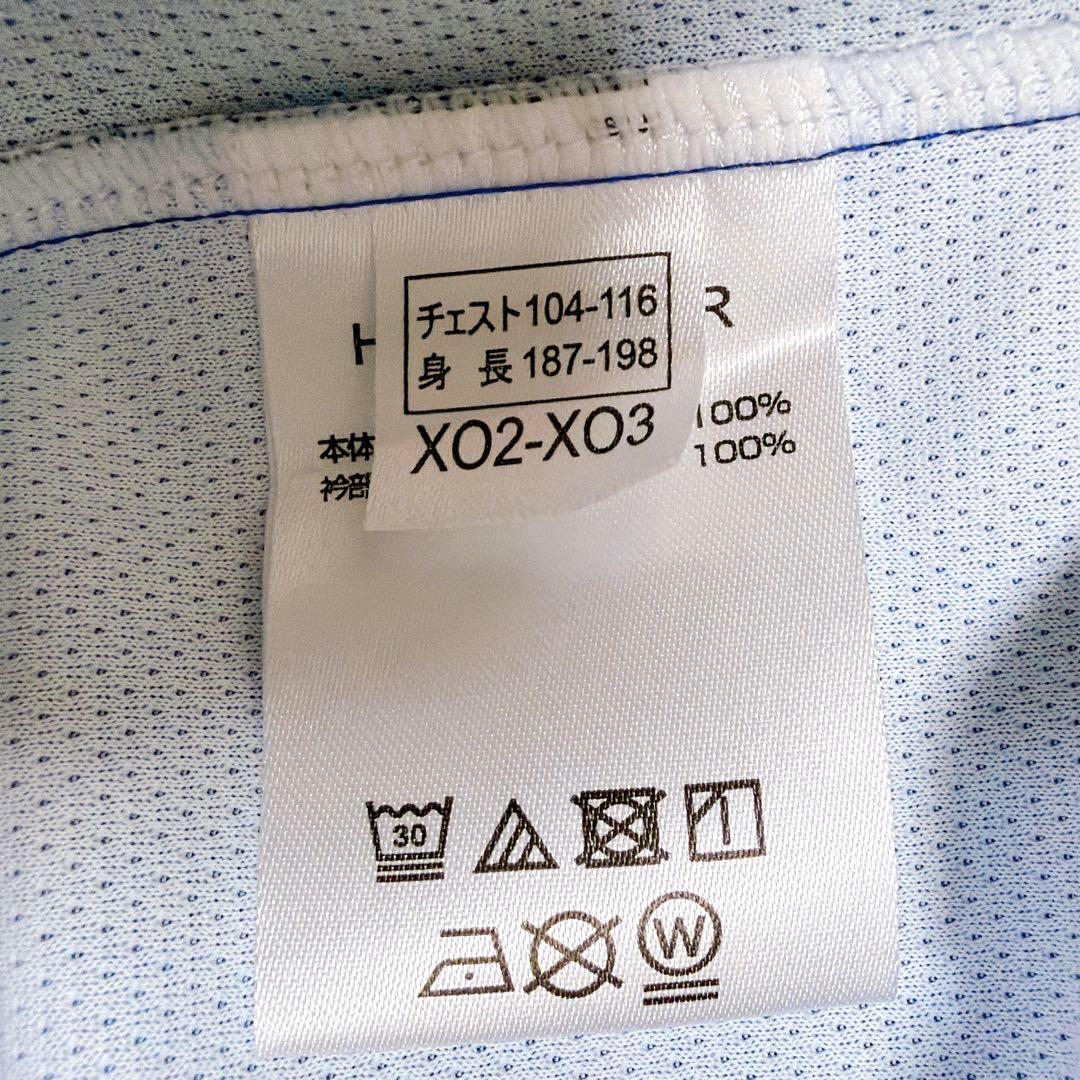 チェスト104-116
身 長 187-198
XO2-XO3
H R
本体 100%
衿部 100%
30
W